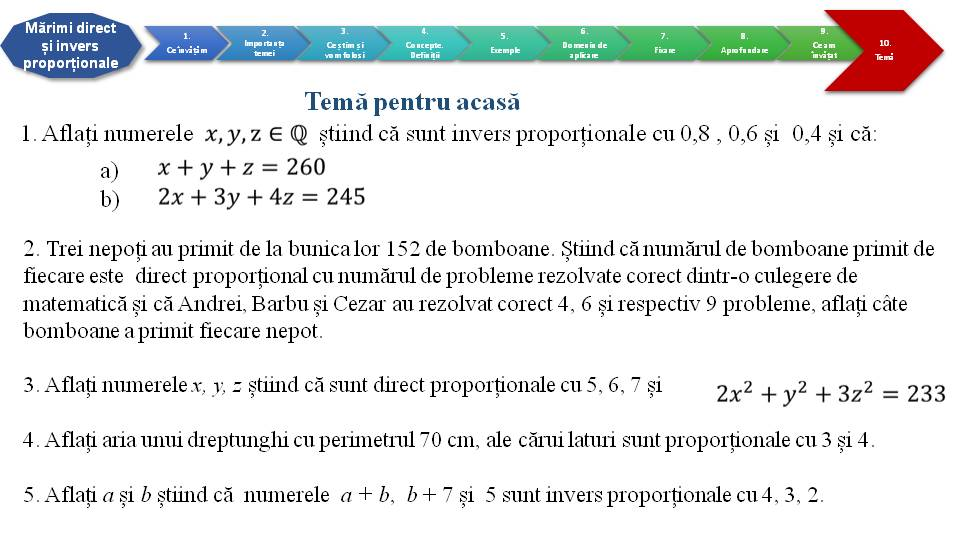 Mărimi direct
și invers
proporționale
1.
Ce învățăm
2.
Importanța
temei
3.
Ce știm și
vom folosi
4.
Concepte.
Definiții
5.
Exemple
6.
Domenii de
aplicare
7.
Fixare
8.
Aprofundare
9.
Ce am
învățat
10.
Temă
Temă pentru acasă
1. Aflați numerele x, y, z ∈ ℚ știind că sunt invers proporționale cu 0,8 , 0,6 și 0,4 și că:
a) x + y + z = 260
b) 2x + 3y + 4z = 245
2. Trei nepoți au primit de la bunica lor 152 de bomboane. Știind că numărul de bomboane primit de
fiecare este direct proporțional cu numărul de probleme rezolvate corect dintr-o culegere de
matematică și că Andrei, Barbu și Cezar au rezolvat corect 4, 6 și respectiv 9 probleme, aflați câte
bomboane a primit fiecare nepot.
3. Aflați numerele x, y, z știind că sunt direct proporționale cu 5, 6, 7 și 2x² + y² + 3z² = 233
4. Aflați aria unui dreptunghi cu perimetrul 70 cm, ale cărui laturi sunt proporționale cu 3 și 4.
5. Aflați a și b știind că numerele a + b, b + 7 și 5 sunt invers proporționale cu 4, 3, 2.